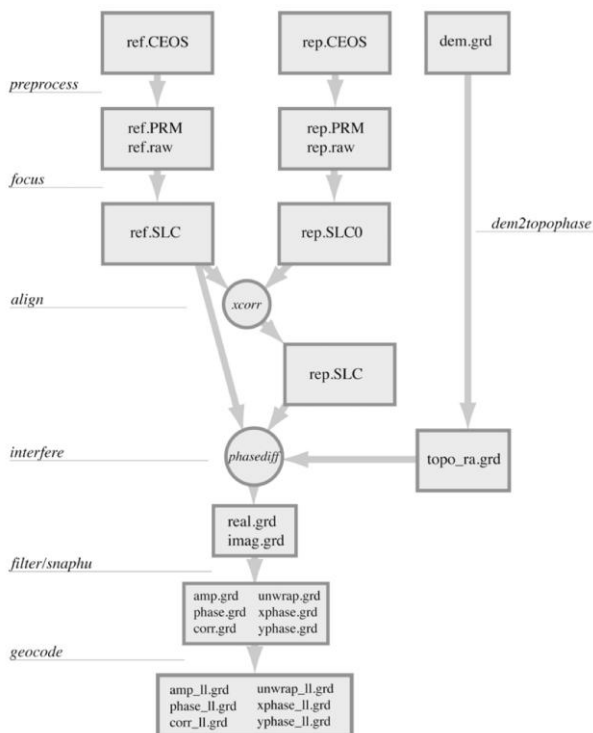 ref.CEOS
rep.CEOS
dem.grd
preprocess
ref.PRM
ref.raw
rep.PRM
rep.raw
focus
ref.SLC
rep.SLC0
dem2topophase
align
xcorr
rep.SLC
interfere
phasediff
topo_ra.grd
real.grd
imag.grd
filter/snaphu
amp.grd unwrap.grd
phase.grd xphase.grd
corr.grd yphase.grd
geocode
amp_ll.grd unwrap_ll.grd
phase_ll.grd xphase_ll.grd
corr_ll.grd yphase_ll.grd